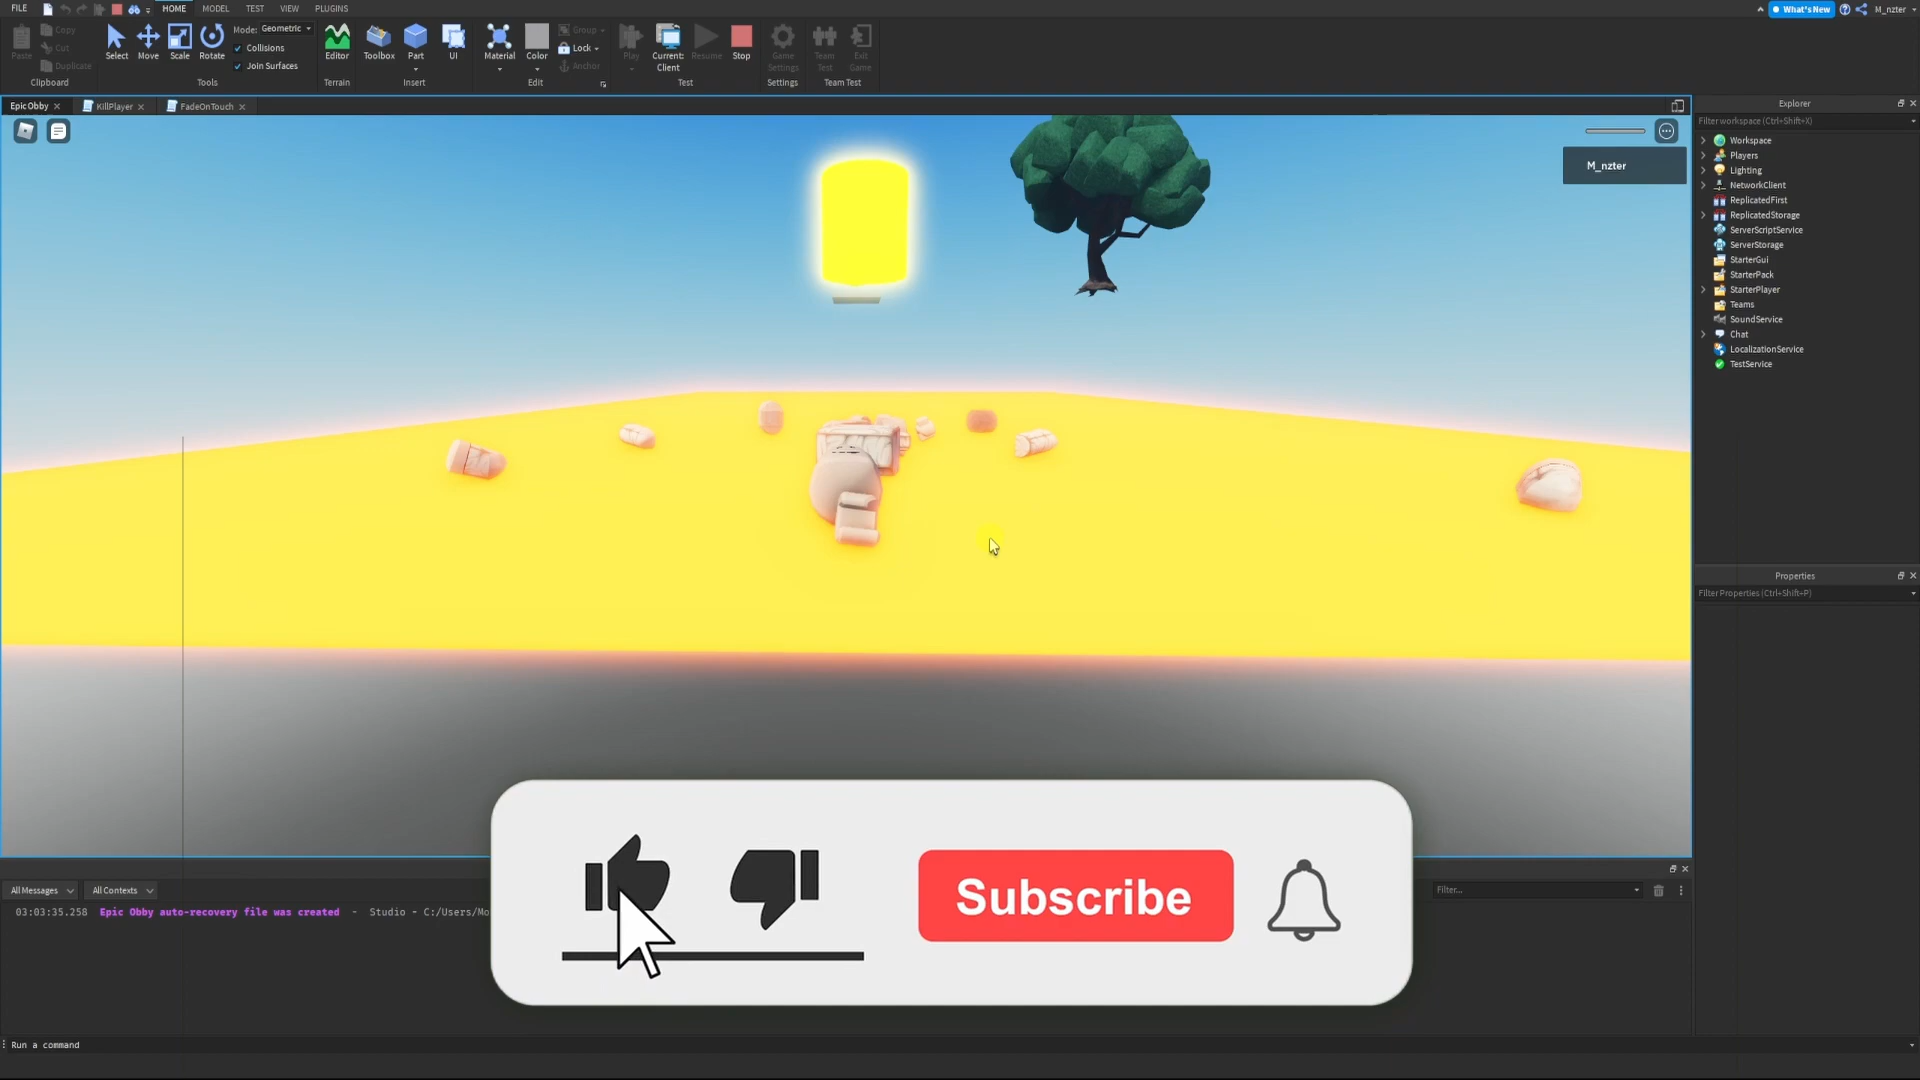 FILE HOME MODEL TEST VIEW PLUGINS What's New M_nzter
Copy Mode: Geometric Group
Cut Collisions Lock
Paste Duplicate Select Move Scale Rotate Join Surfaces Editor Toolbox Part UI Material Color Anchor Play Current: Client Resume Stop Game Settings Team Test Exit Game
Clipboard Tools Terrain Insert Edit Test Settings Team Test
Epic Obby KillPlayer FadeOnTouch
M_nzter
Explorer
Filter workspace (Ctrl+Shift+X)
Workspace
Players
Lighting
NetworkClient
ReplicatedFirst
ReplicatedStorage
ServerScriptService
ServerStorage
StarterGui
StarterPack
StarterPlayer
Teams
SoundService
Chat
LocalizationService
TestService
Properties
Filter Properties (Ctrl+Shift+P)
Subscribe
All Messages All Contexts Filter...
03:03:35.258 Epic Obby auto-recovery file was created - Studio - C:/Users/Mo
Run a command